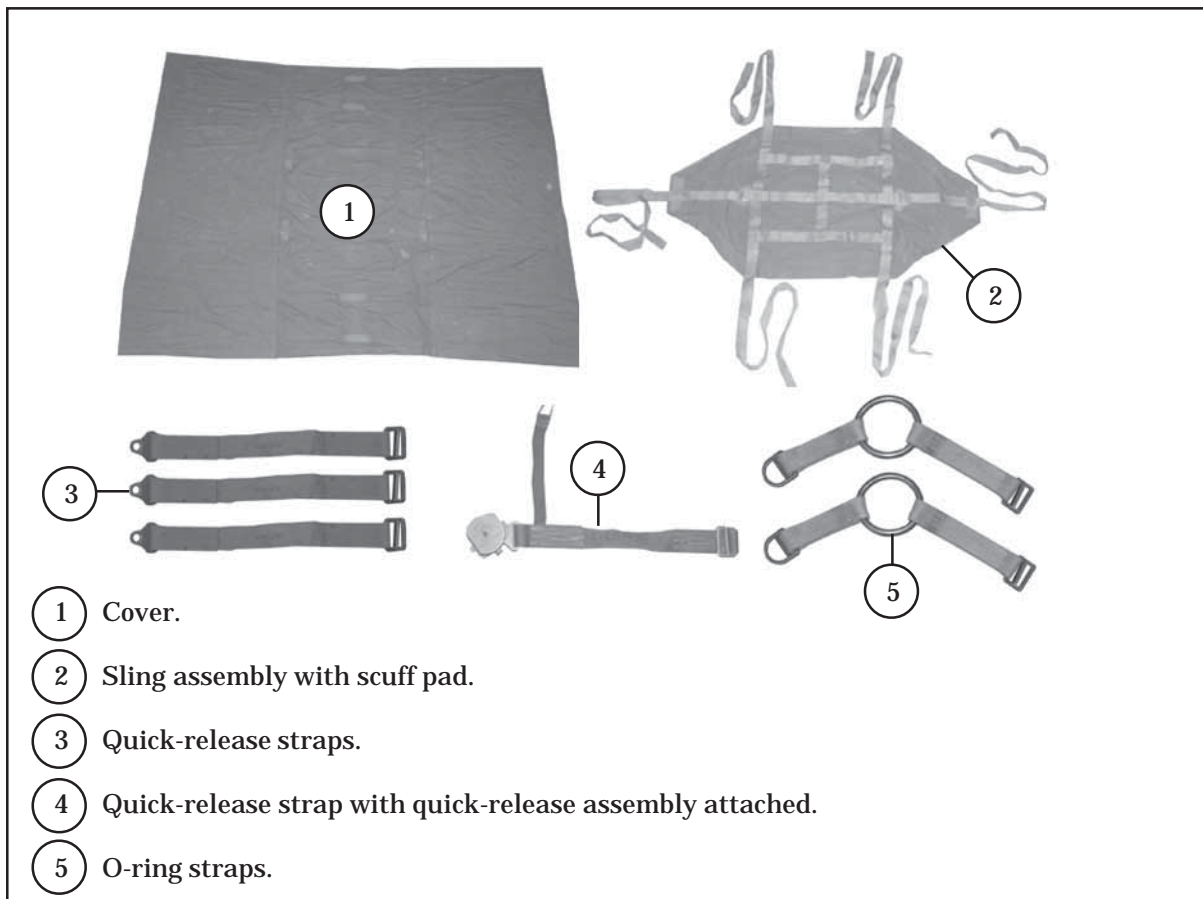 1
2
3
4
5
1 Cover.
2 Sling assembly with scuff pad.
3 Quick-release straps.
4 Quick-release strap with quick-release assembly attached.
5 O-ring straps.